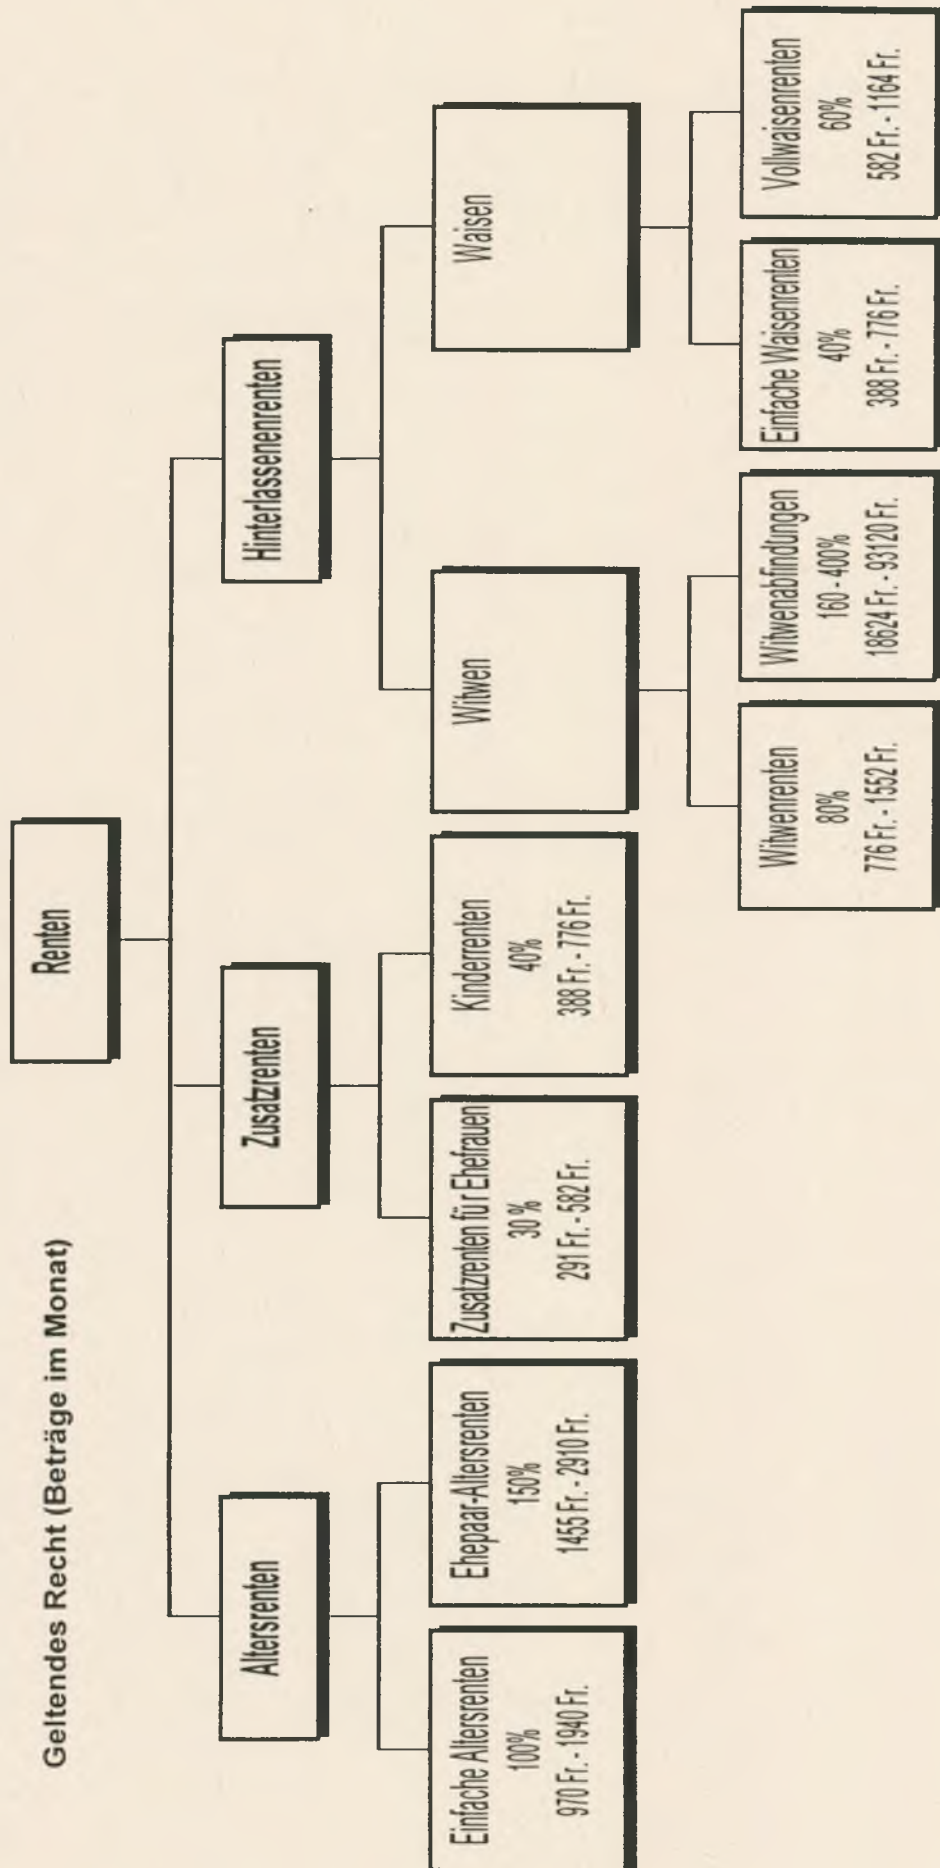 Geltendes Recht (Beträge im Monat)
Renten
Altersrenten
Zusatzrenten
Hinterlassenenrenten
Einfache Altersrenten
100%
970 Fr. - 1940 Fr.
Ehepaar-Altersrenten
150%
1455 Fr. - 2910 Fr.
Zusatzrenten für Ehefrauen
30 %
291 Fr. - 582 Fr.
Kinderrenten
40%
388 Fr. - 776 Fr.
Witwen
Waisen
Witwenrenten
80%
776 Fr. - 1552 Fr.
Witwenabfindungen
160 - 400%
18624 Fr. - 93120 Fr.
Einfache Waisenrenten
40%
388 Fr. - 776 Fr.
Vollwaisenrenten
60%
582 Fr. - 1164 Fr.